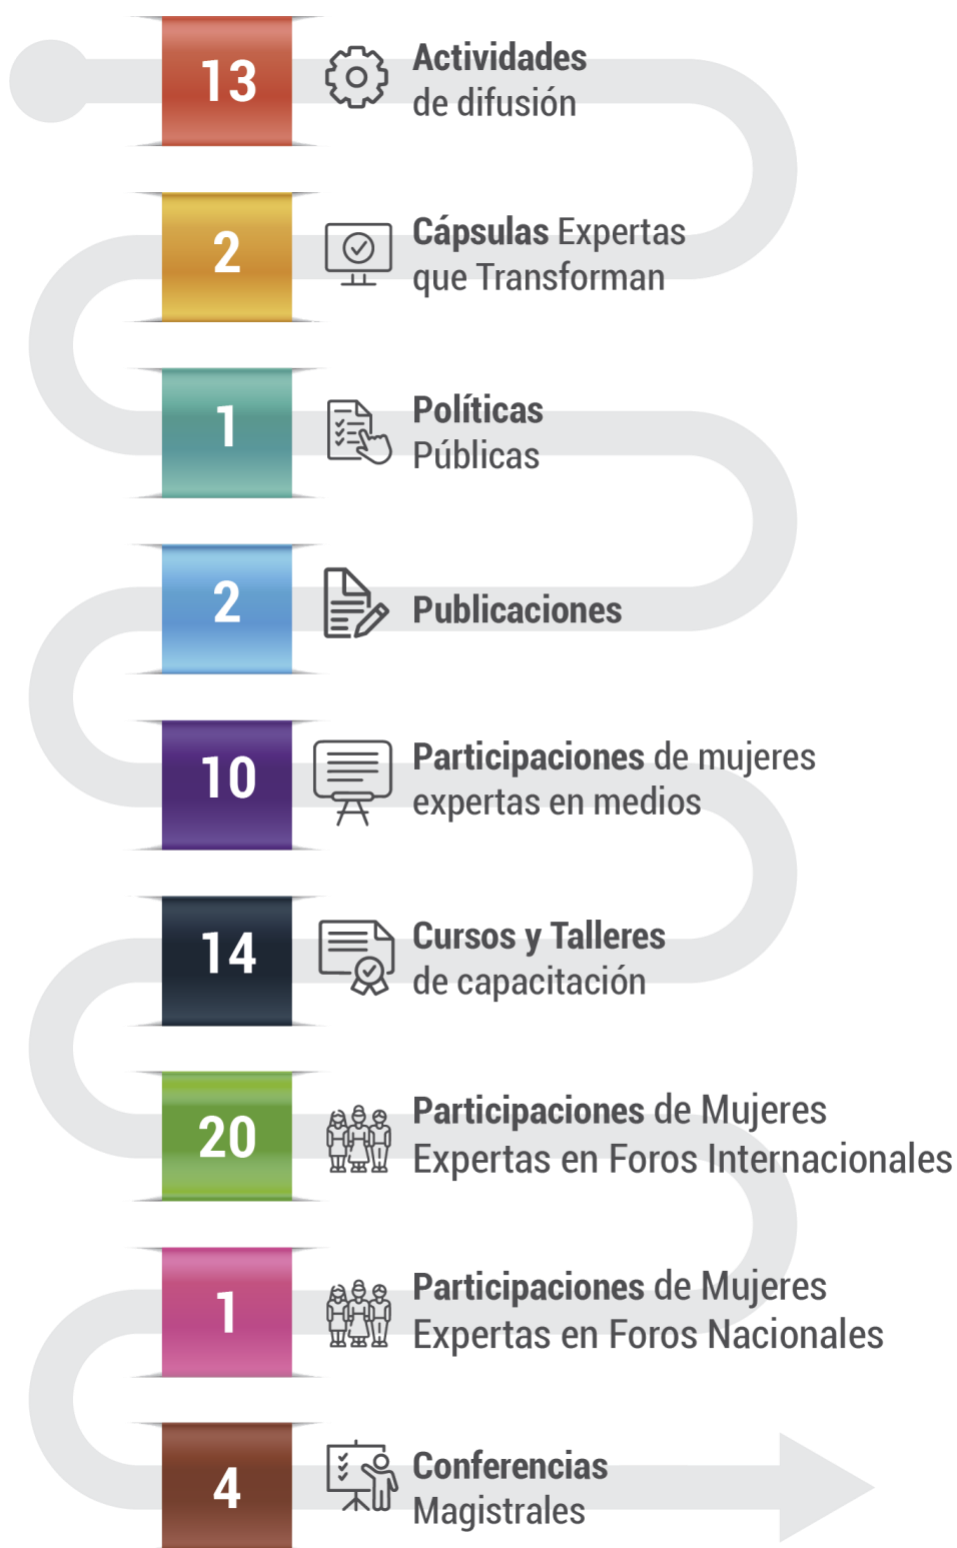 13
Actividades
de difusión
2
Cápsulas Expertas
que Transforman
1
Políticas
Públicas
2
Publicaciones
10
Participaciones de mujeres
expertas en medios
14
Cursos y Talleres
de capacitación
20
Participaciones de Mujeres
Expertas en Foros Internacionales
1
Participaciones de Mujeres
Expertas en Foros Nacionales
4
Conferencias
Magistrales